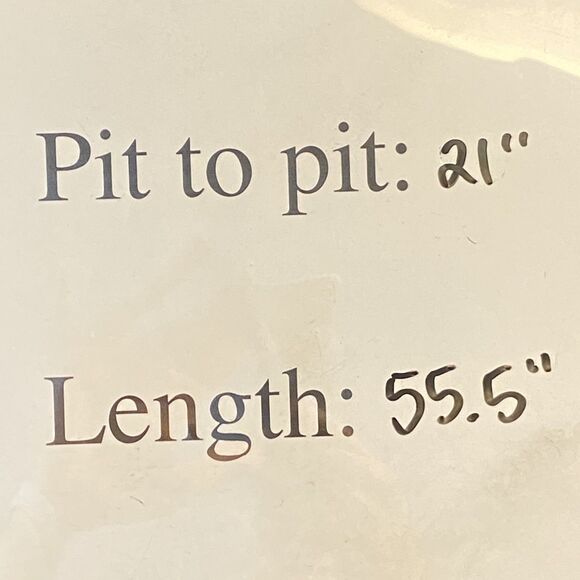 Pit to pit: 21"
Length: 55.5"